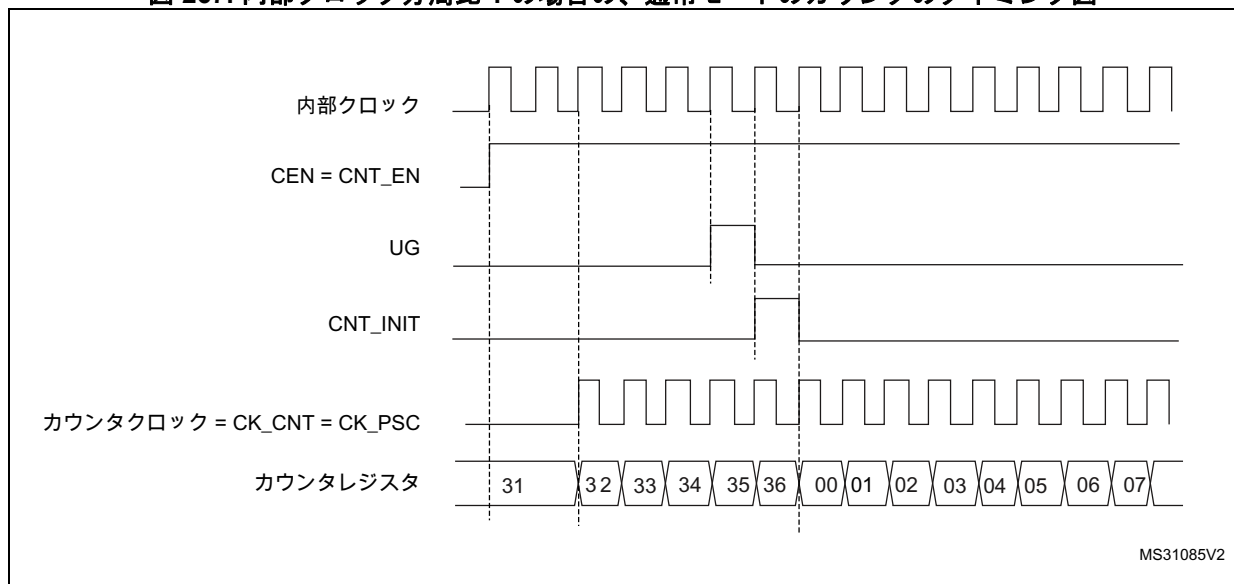 内部クロック
CEN = CNT_EN
UG
CNT_INIT
カウンタクロック = CK_CNT = CK_PSC
カウンタレジスタ 31 32 33 34 35 36 00 01 02 03 04 05 06 07
MS31085V2